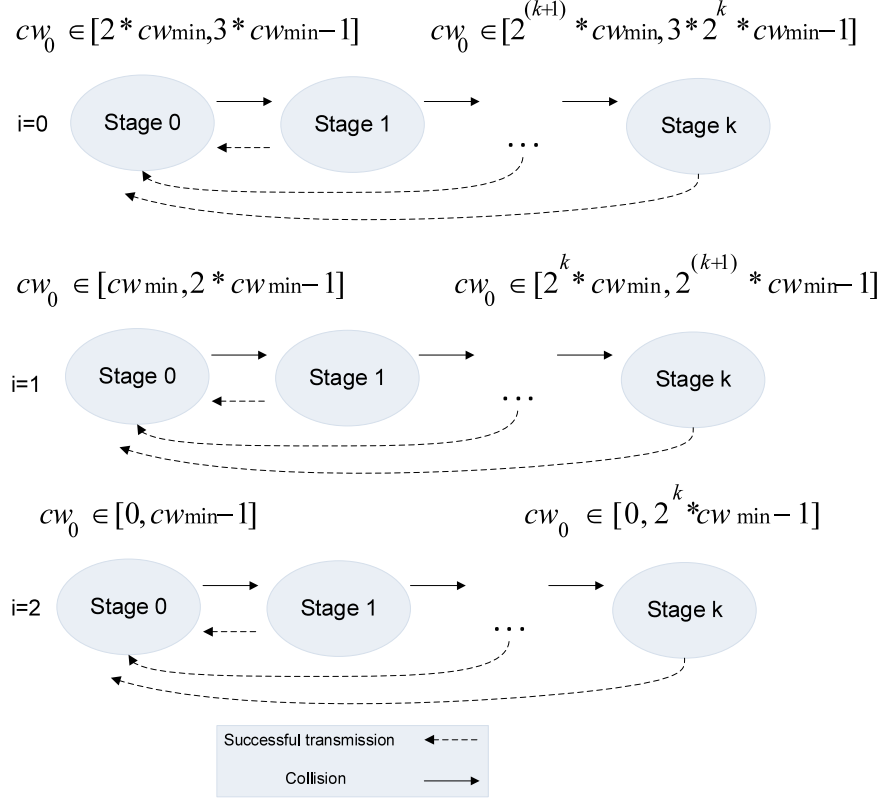 cw₀ ∈[2* cwmin,3* cwmin−1] cw₀ ∈[2^(k+1) * cwmin, 3* 2^k * cwmin−1]
i=0 Stage 0 Stage 1 ... Stage k
cw₀ ∈[cwmin,2* cwmin−1] cw₀ ∈[2^k * cwmin, 2^(k+1) * cwmin−1]
i=1 Stage 0 Stage 1 ... Stage k
cw₀ ∈[0, cwmin−1] cw₀ ∈[0, 2^k *cw min−1]
i=2 Stage 0 Stage 1 ... Stage k
Successful transmission
Collision